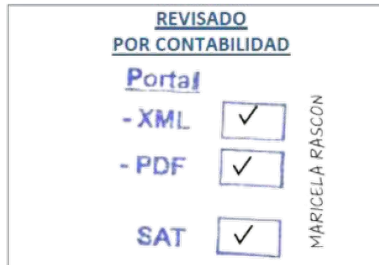 REVISADO
POR CONTABILIDAD
Portal
- XML ✓
- PDF ✓
SAT ✓
MARICELA RASCON